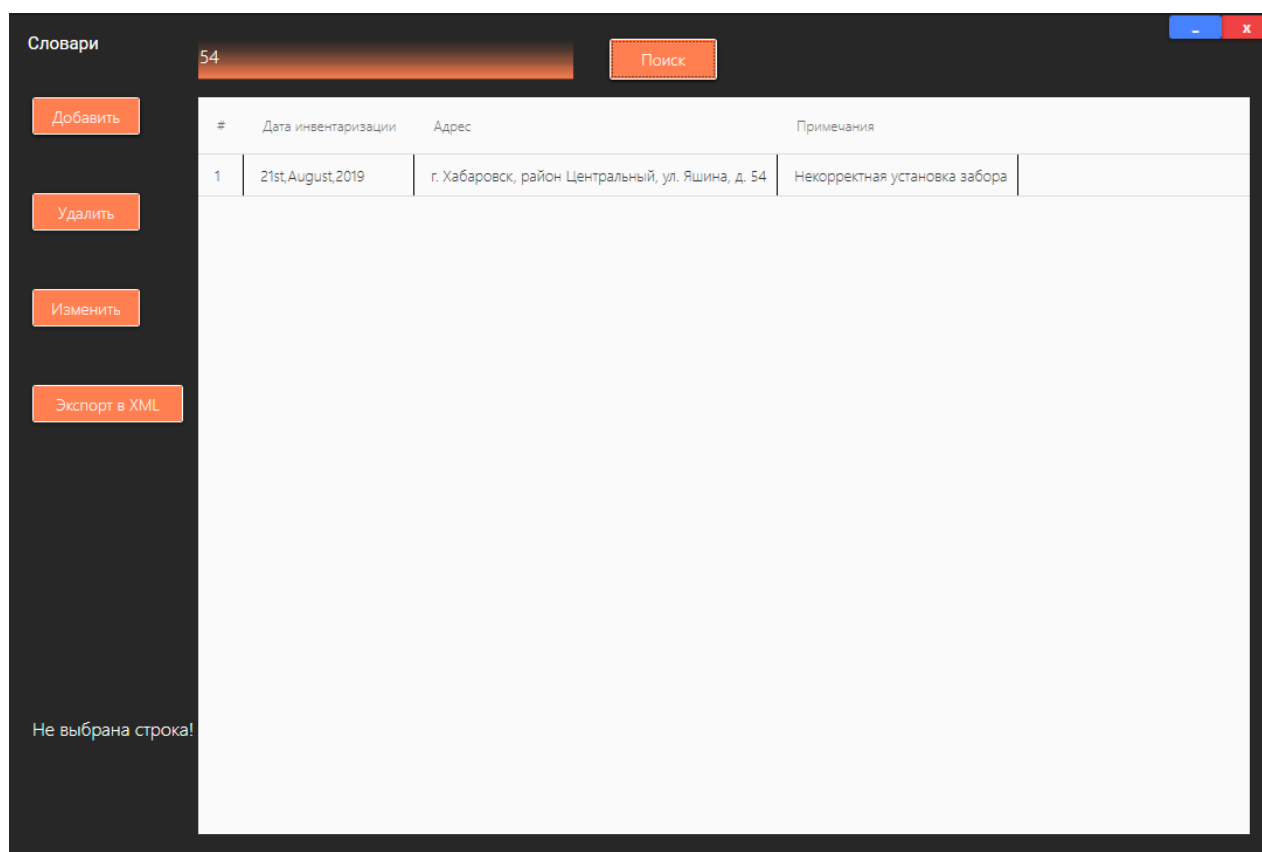 Словари
_
x
54
Поиск
Добавить
Удалить
Изменить
Экспорт в XML
Не выбрана строка!
# Дата инвентаризации Адрес Примечания
1 21st,August,2019 г. Хабаровск, район Центральный, ул. Яшина, д. 54 Некорректная установка забора